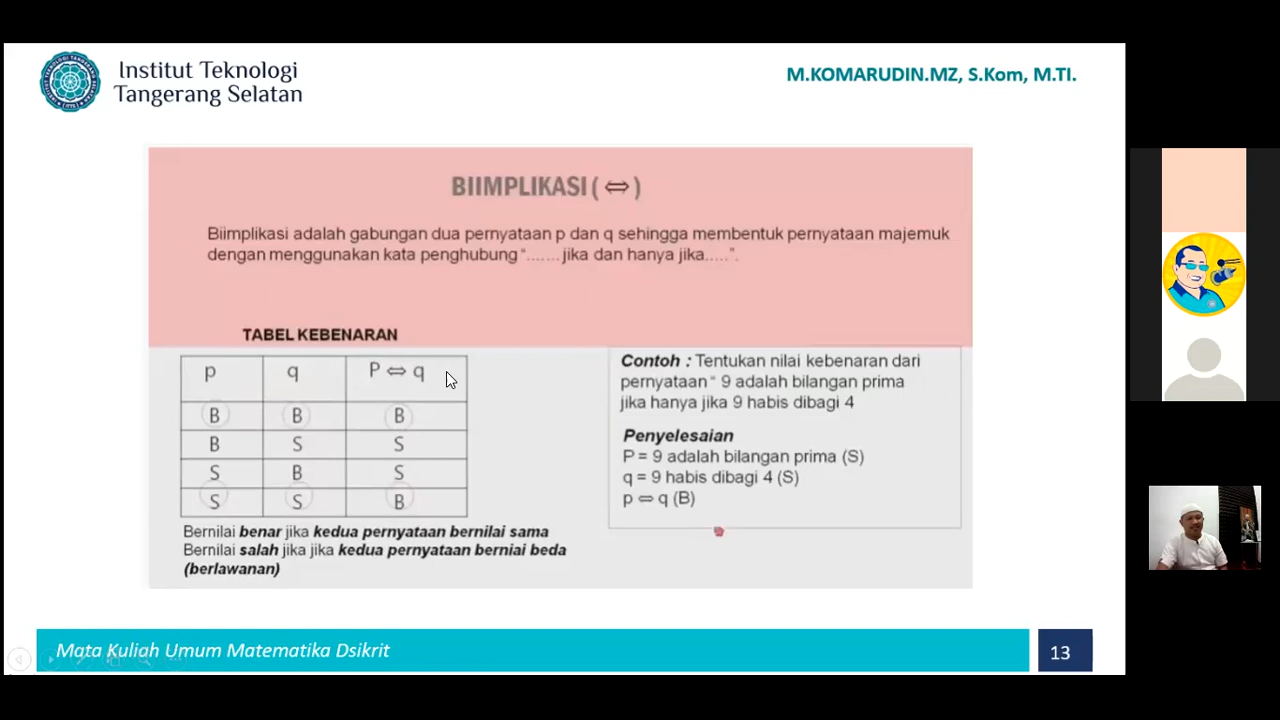 Institut Teknologi
Tangerang Selatan
M.KOMARUDIN.MZ, S.Kom, M.TI.
BIIMPLIKASI ( ⇔ )
Biimplikasi adalah gabungan dua pernyataan p dan q sehingga membentuk pernyataan majemuk
dengan menggunakan kata penghubung “....... jika dan hanya jika.....”.
TABEL KEBENARAN
p q P ⇔ q
B B B
B S S
S B S
S S B
Bernilai benar jika kedua pernyataan bernilai sama
Bernilai salah jika jika kedua pernyataan berniai beda
(berlawanan)
Contoh : Tentukan nilai kebenaran dari
pernyataan “ 9 adalah bilangan prima
jika hanya jika 9 habis dibagi 4
Penyelesaian
P = 9 adalah bilangan prima (S)
q = 9 habis dibagi 4 (S)
p ⇔ q (B)
Mata Kuliah Umum Matematika Dsikrit
13